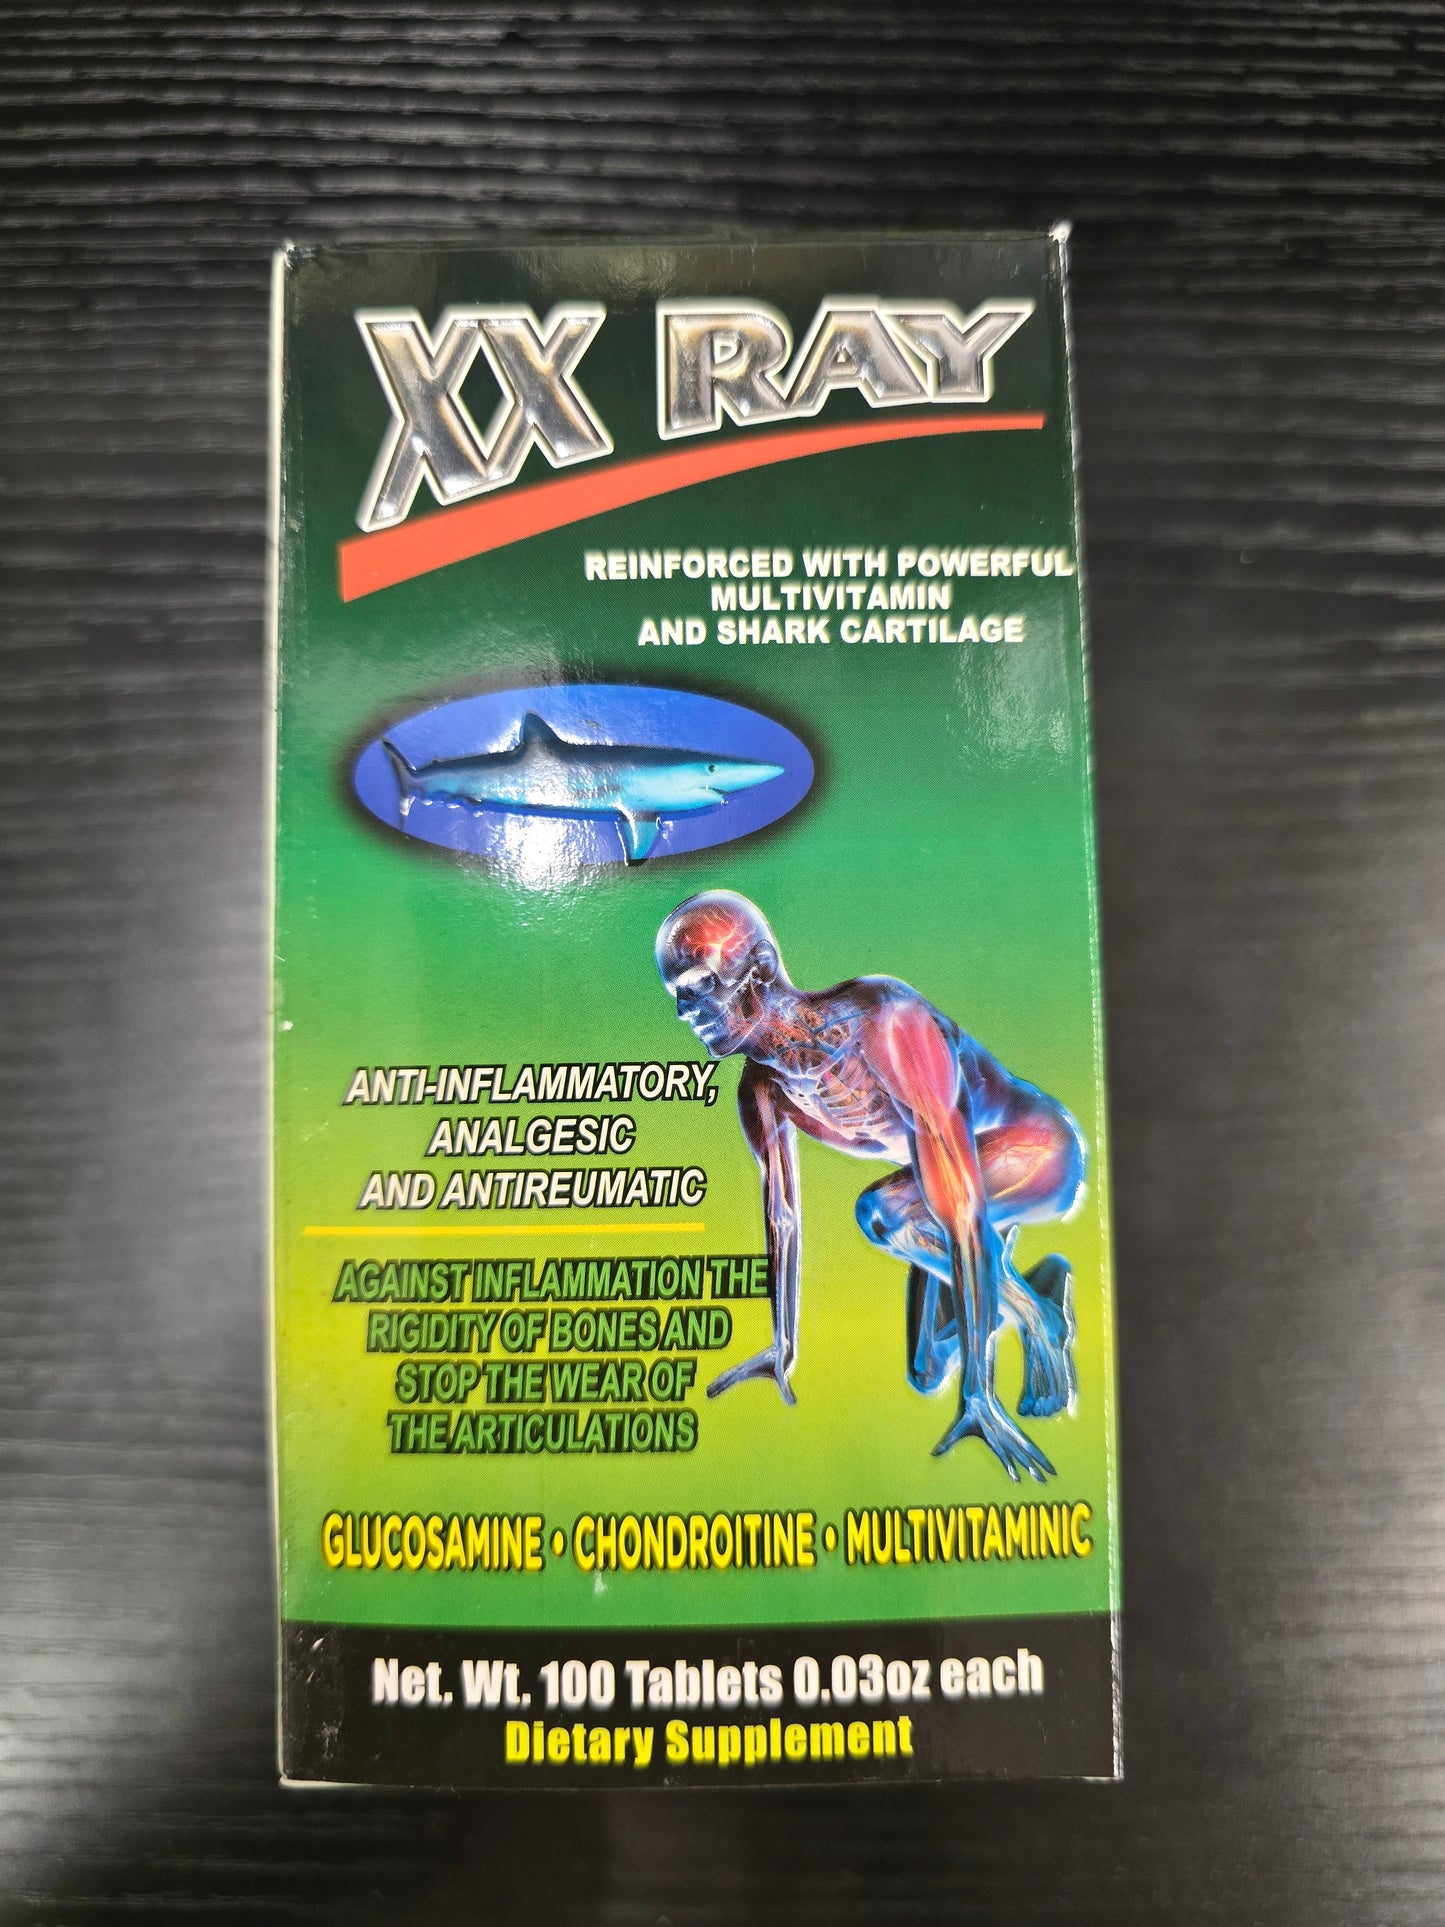 XX RAY
REINFORCED WITH POWERFUL
MULTIVITAMIN
AND SHARK CARTILAGE
ANTI-INFLAMMATORY,
ANALGESIC
AND ANTIREUMATIC
AGAINST INFLAMMATION THE
RIGIDITY OF BONES AND
STOP THE WEAR OF
THE ARTICULATIONS
GLUCOSAMINE • CHONDROITINE • MULTIVITAMINIC
Net. Wt. 100 Tablets 0.03oz each
Dietary Supplement